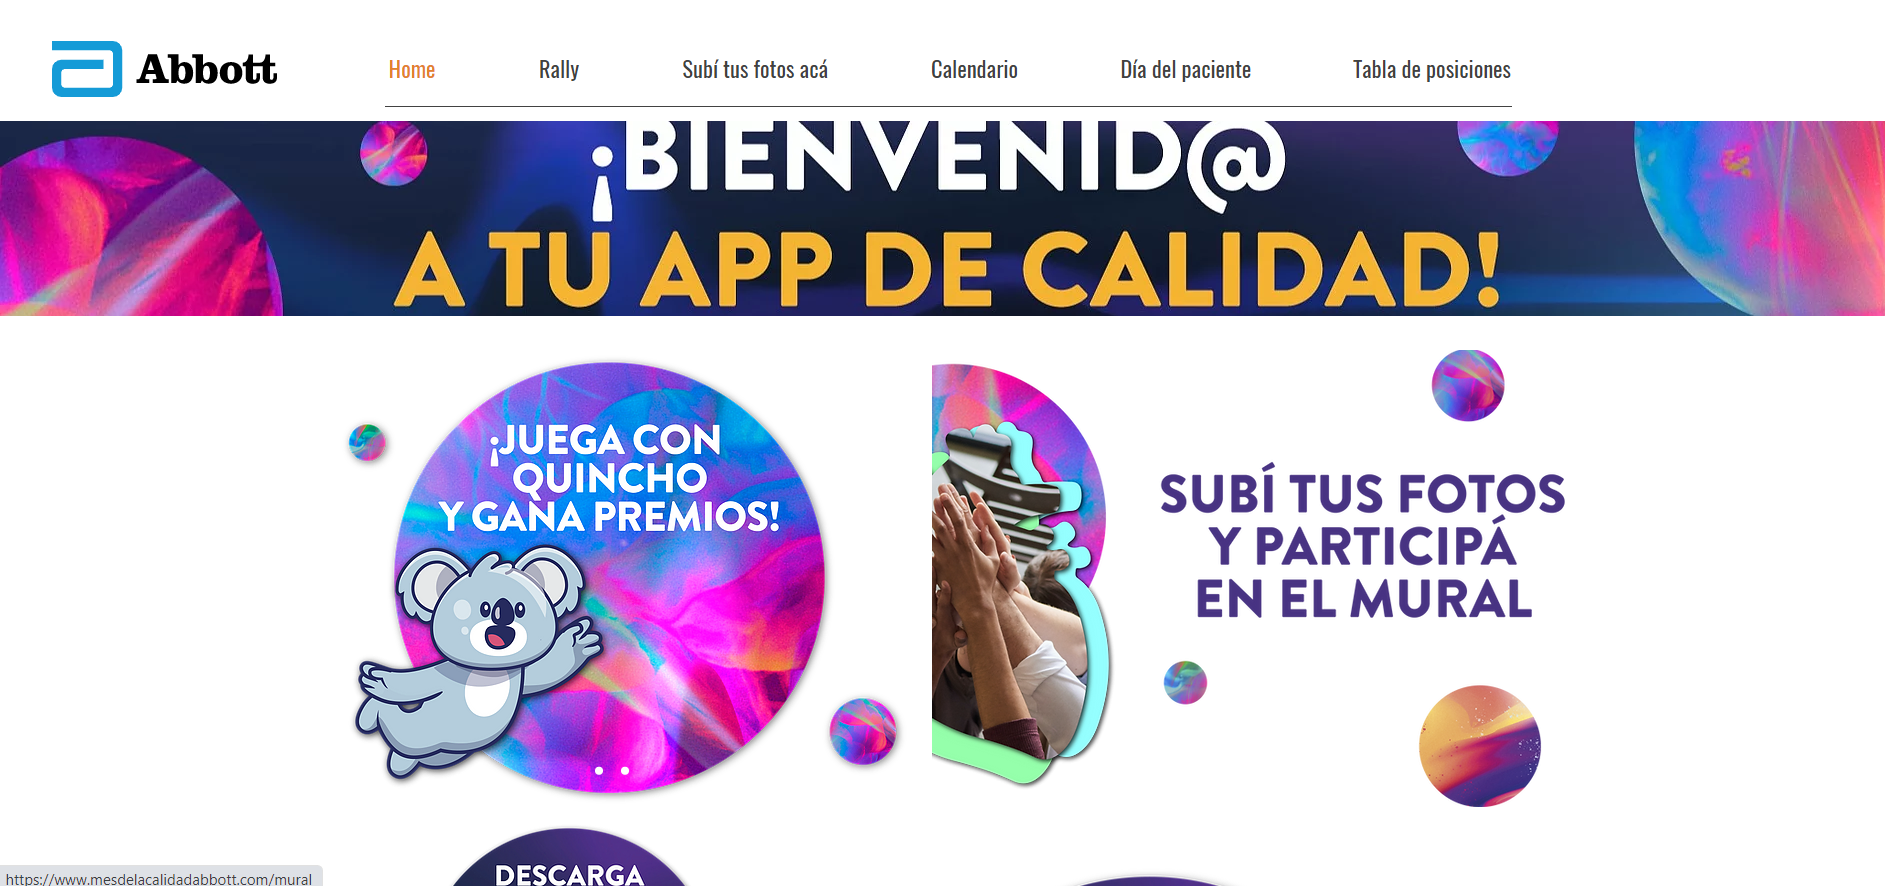 Abbott
Home
Rally
Subí tus fotos acá
Calendario
Día del paciente
Tabla de posiciones
¡BIENVENID@
A TU APP DE CALIDAD!
¡JUEGA CON
QUINCHO
Y GANA PREMIOS!
SUBÍ TUS FOTOS
Y PARTICIPÁ
EN EL MURAL
DESCARGA
https://www.mesdelacalidadabbott.com/mural